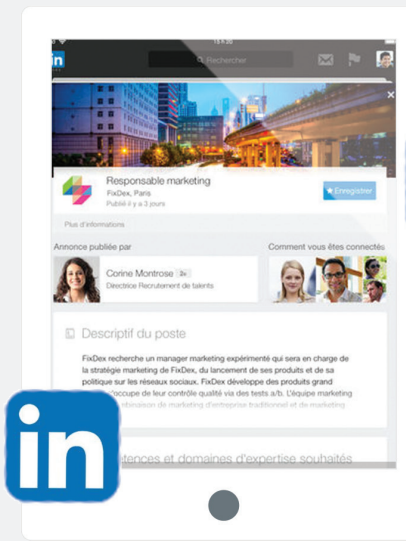 in
15 h 30
Rechercher
Responsable marketing
FixDex, Paris
Publié il y a 3 jours
Enregistrer
Plus d'informations
Annonce publiée par
Comment vous êtes connectés
Corine Montrose 2e
Directrice Recrutement de talents
Descriptif du poste
FixDex recherche un manager marketing expérimenté qui sera en charge de
la stratégie marketing de FixDex, du lancement de ses produits et de sa
politique sur les réseaux sociaux. FixDex développe des produits grand
s'occupe de leur contrôle qualité via des tests a/b. L'équipe marketing
combinaison de marketing d'entreprise traditionnel et de marketing
et domaines d'expertise souhaités
in